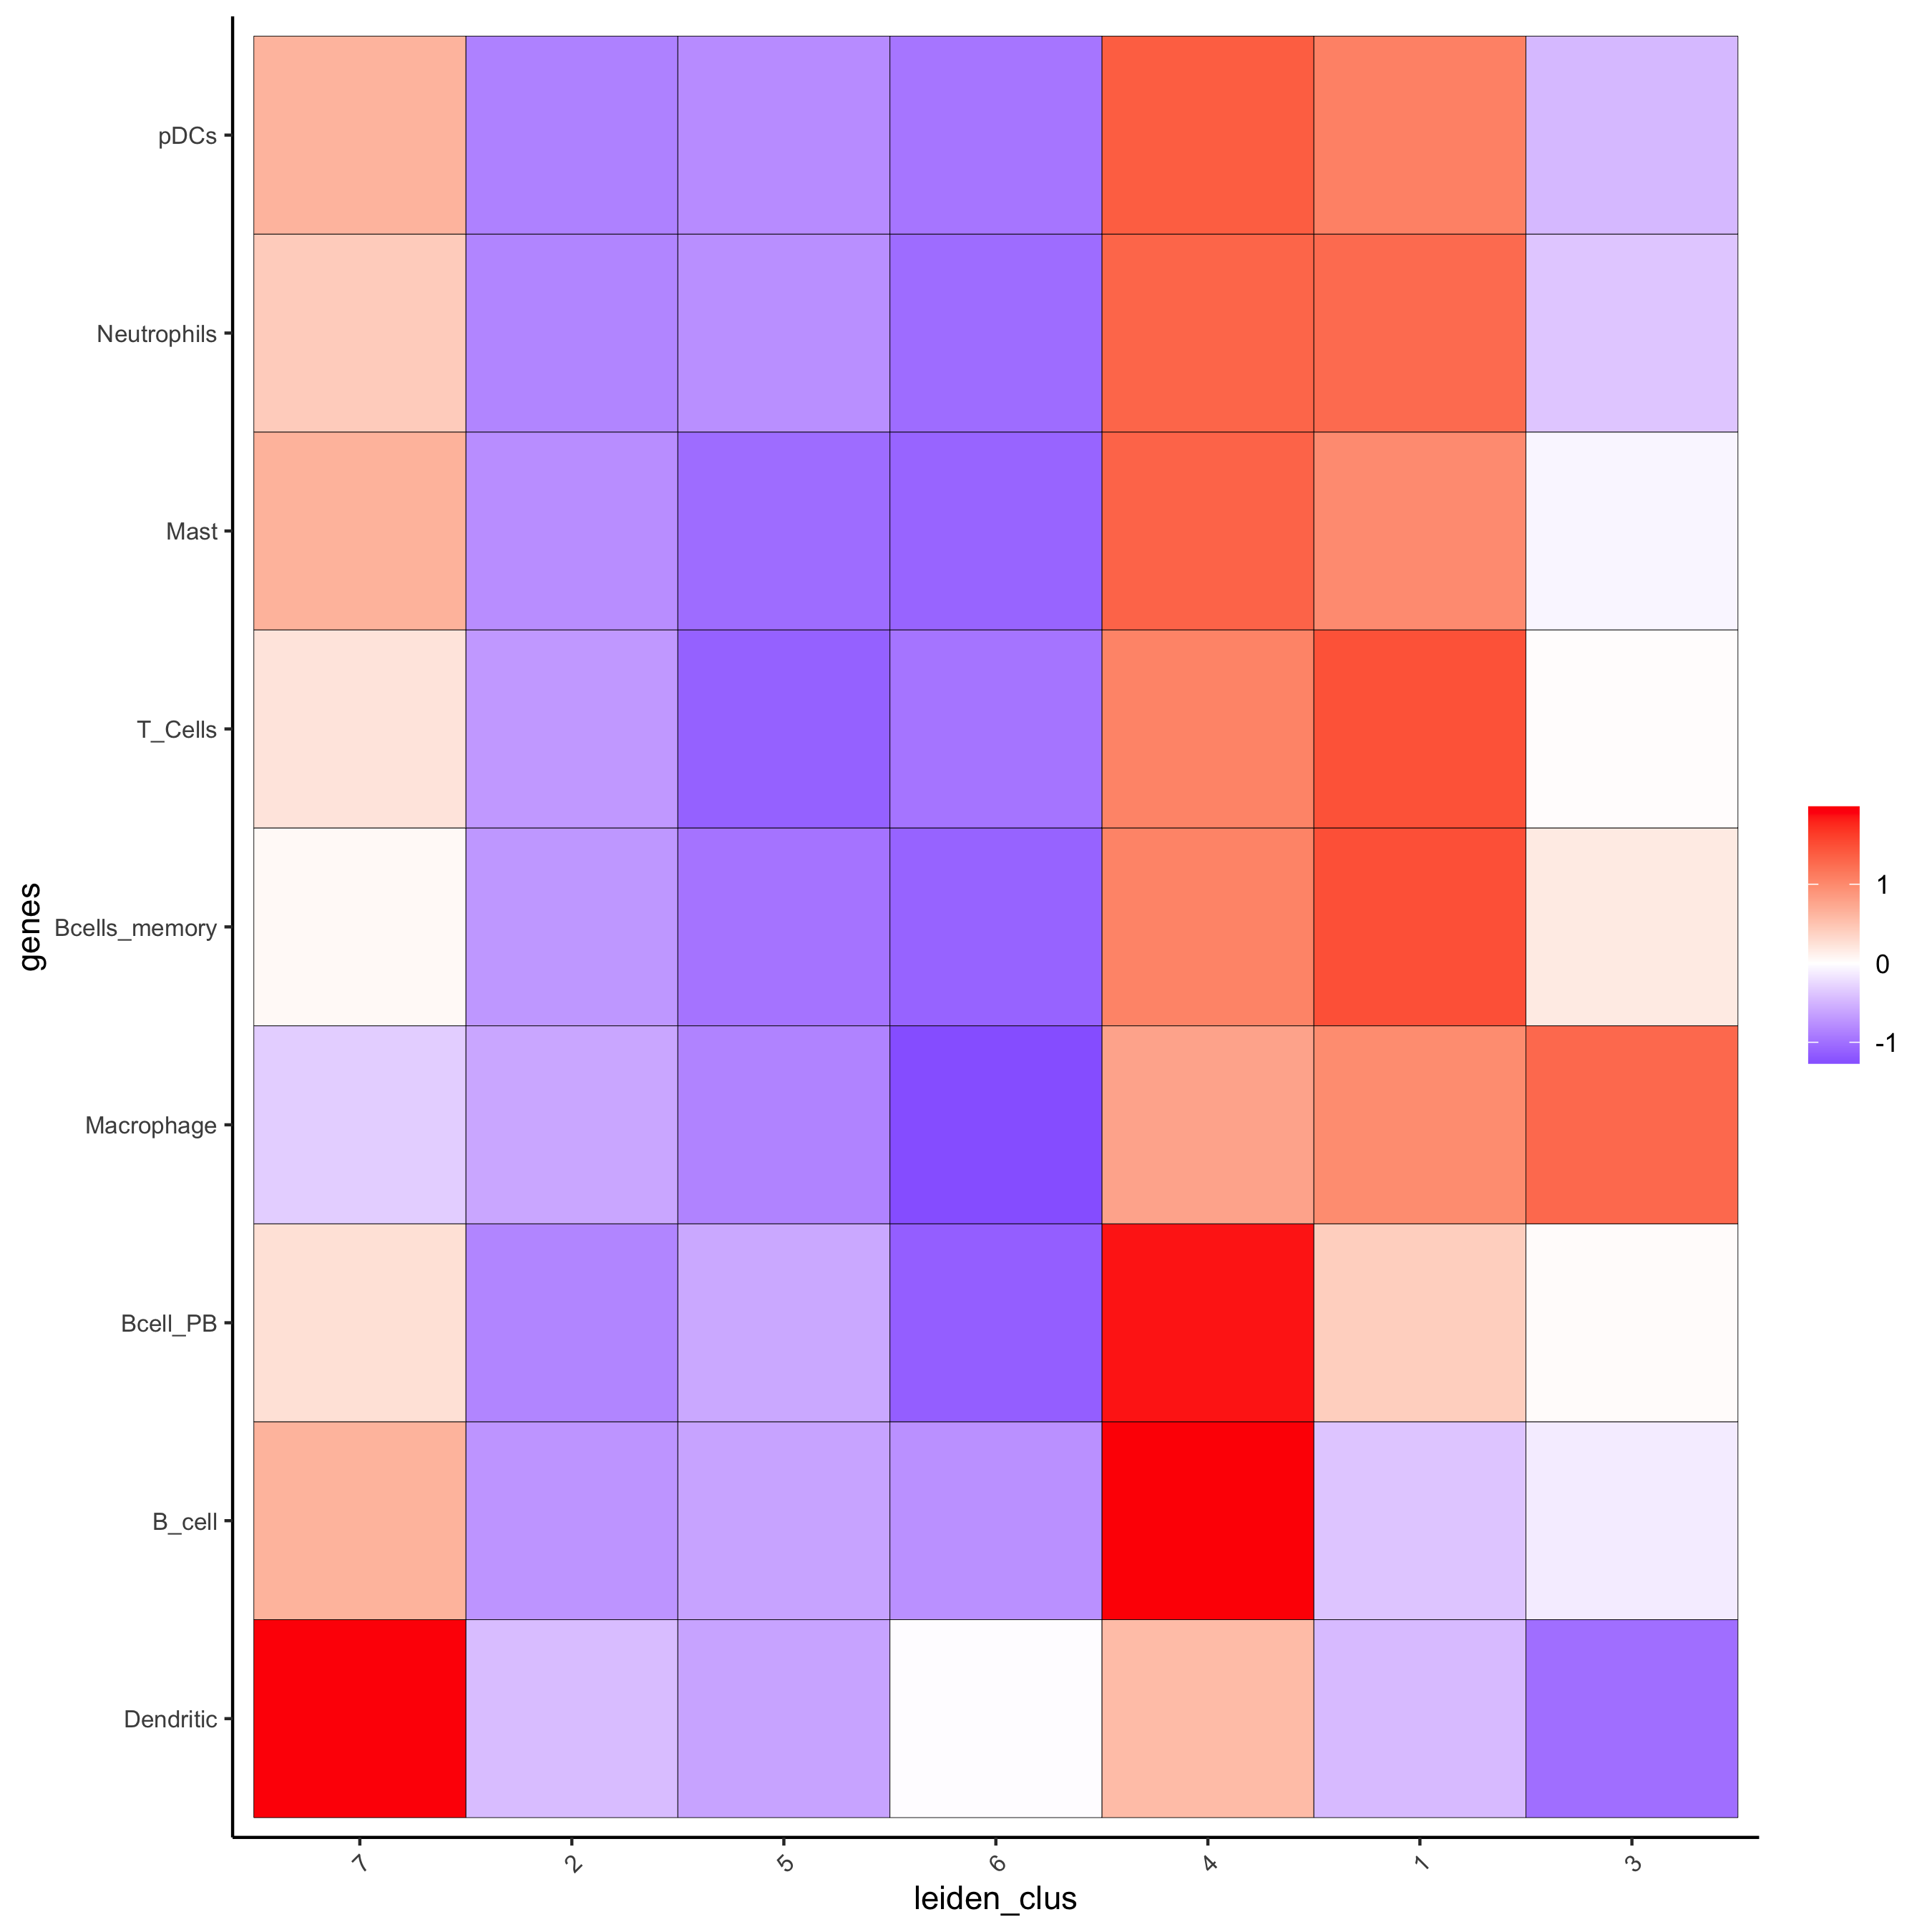 genes
pDCs
Neutrophils
Mast
T_Cells
Bcells_memory
Macrophage
Bcell_PB
B_cell
Dendritic
7 2 5 6 4 1 3
leiden_clus
1
0
-1